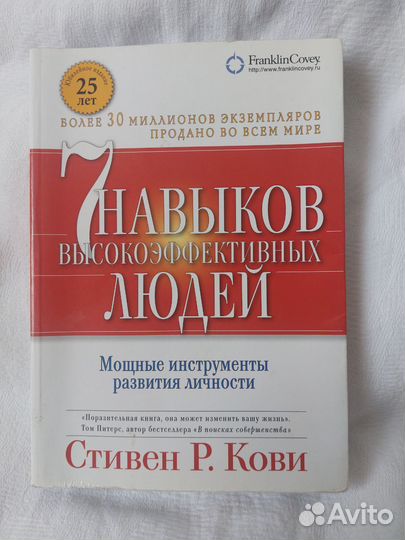 Юбилейное издание
25
лет
FranklinCovey
http://www.franklincovey.ru
БОЛЕЕ 30 МИЛЛИОНОВ ЭКЗЕМПЛЯРОВ
ПРОДАНО ВО ВСЕМ МИРЕ
7 НАВЫКОВ
ВЫСОКОЭФФЕКТИВНЫХ
ЛЮДЕЙ
Мощные инструменты
развития личности
«Поразительная книга, она может изменить вашу жизнь».
Том Питерс, автор бестселлера «В поисках совершенства»
Стивен Р. Кови
Avito